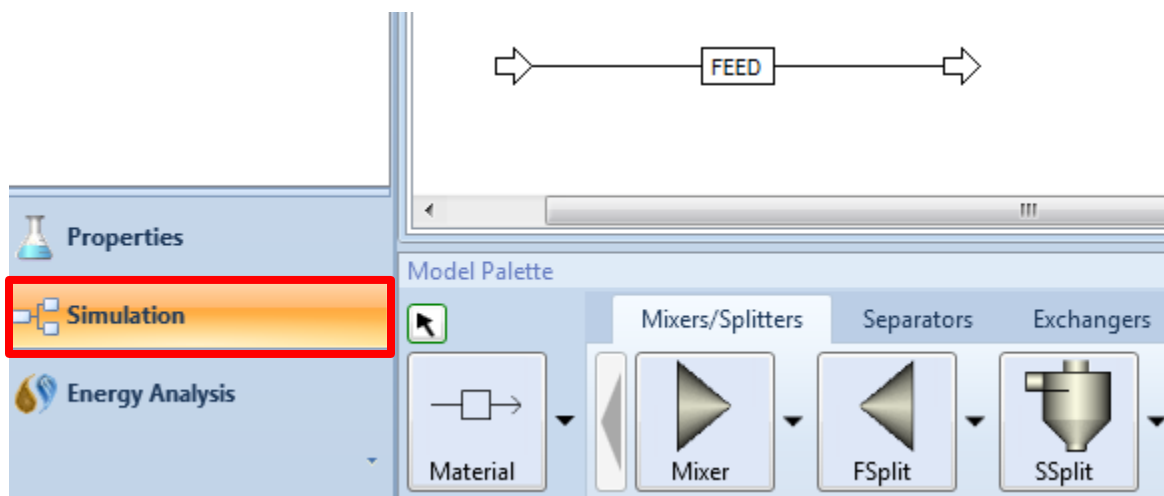 FEED
Properties
Simulation
Energy Analysis
Model Palette
Mixers/Splitters Separators Exchangers
Material Mixer FSplit SSplit